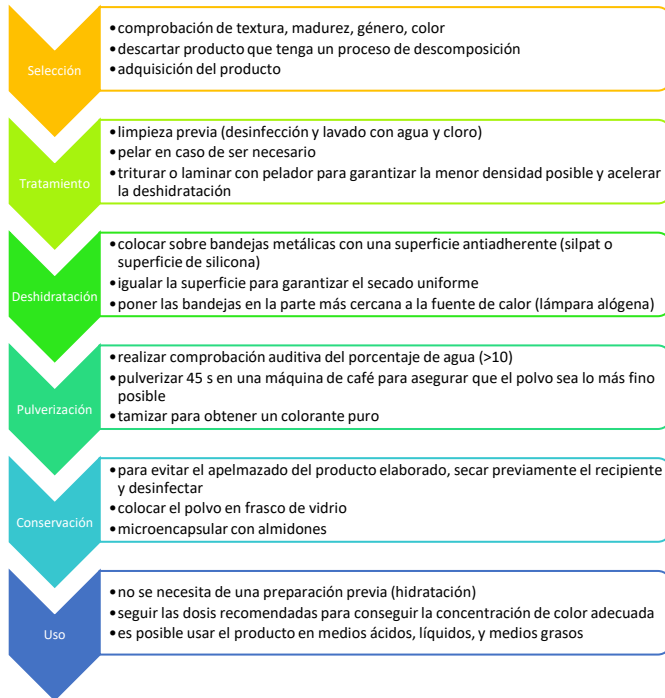 Selección
•comprobación de textura, madurez, género, color
•descartar producto que tenga un proceso de descomposición
•adquisición del producto
Tratamiento
•limpieza previa (desinfección y lavado con agua y cloro)
•pelar en caso de ser necesario
•triturar o laminar con pelador para garantizar la menor densidad posible y acelerar
la deshidratación
Deshidratación
•colocar sobre bandejas metálicas con una superficie antiadherente (silpat o
superficie de silicona)
•igualar la superficie para garantizar el secado uniforme
•poner las bandejas en la parte más cercana a la fuente de calor (lámpara alógena)
Pulverización
•realizar comprobación auditiva del porcentaje de agua (>10)
•pulverizar 45 s en una máquina de café para asegurar que el polvo sea lo más fino
posible
•tamizar para obtener un colorante puro
Conservación
•para evitar el apelmazado del producto elaborado, secar previamente el recipiente
y desinfectar
•colocar el polvo en frasco de vidrio
•microencapsular con almidones
Uso
•no se necesita de una preparación previa (hidratación)
•seguir las dosis recomendadas para conseguir la concentración de color adecuada
•es posible usar el producto en medios ácidos, líquidos, y medios grasos